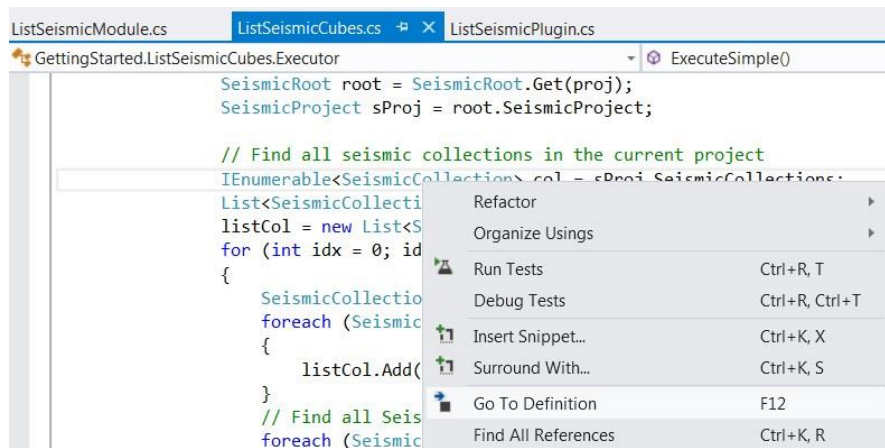 ListSeismicModule.cs ListSeismicCubes.cs ListSeismicPlugin.cs
GettingStarted.ListSeismicCubes.Executor ExecuteSimple()
SeismicRoot root = SeismicRoot.Get(proj);
SeismicProject sProj = root.SeismicProject;
// Find all seismic collections in the current project
IEnumerable<SeismicCollection> col = sProj.SeismicCollections;
List<SeismicCollecti
listCol = new List<S
for (int idx = 0; id
{
SeismicCollectio
foreach (Seismic
{
listCol.Add(
}
// Find all Seis
foreach (Seismic
Refactor
Organize Usings
Run Tests Ctrl+R, T
Debug Tests Ctrl+R, Ctrl+T
Insert Snippet... Ctrl+K, X
Surround With... Ctrl+K, S
Go To Definition F12
Find All References Ctrl+K, R